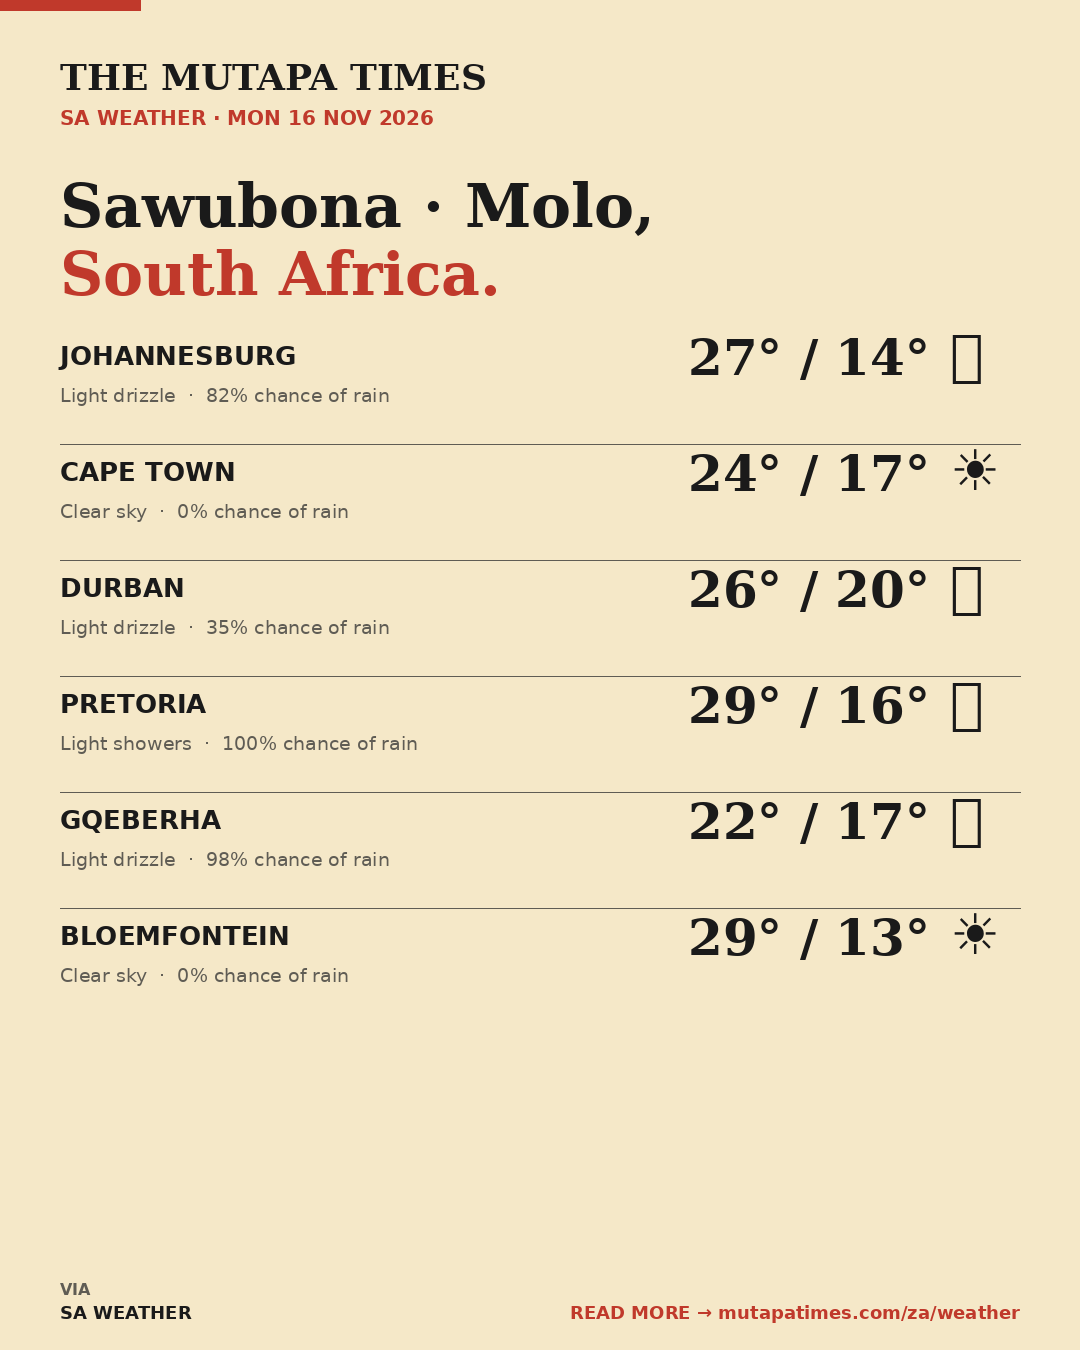 THE MUTAPA TIMES
SA WEATHER · MON 16 NOV 2026
Sawubona · Molo,
South Africa.
JOHANNESBURG
27° / 14°
Light drizzle · 82% chance of rain
CAPE TOWN
24° / 17° ☀
Clear sky · 0% chance of rain
DURBAN
26° / 20°
Light drizzle · 35% chance of rain
PRETORIA
29° / 16°
Light showers · 100% chance of rain
GQEBERHA
22° / 17°
Light drizzle · 98% chance of rain
BLOEMFONTEIN
29° / 13° ☀
Clear sky · 0% chance of rain
VIA
SA WEATHER
READ MORE → mutapatimes.com/za/weather